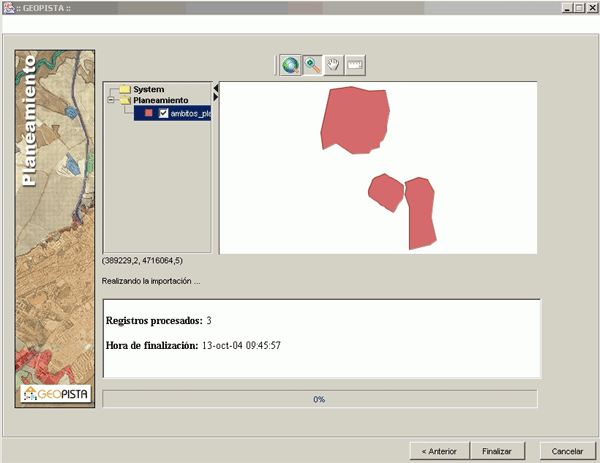 :: GEOPISTA ::
Planeamiento
System
Planeamiento
ambitos_pla
(389229,2, 4716064,5)
Realizando la importación ...
Registros procesados: 3
Hora de finalización: 13-oct-04 09:45:57
GEOPISTA
0%
< Anterior
Finalizar
Cancelar